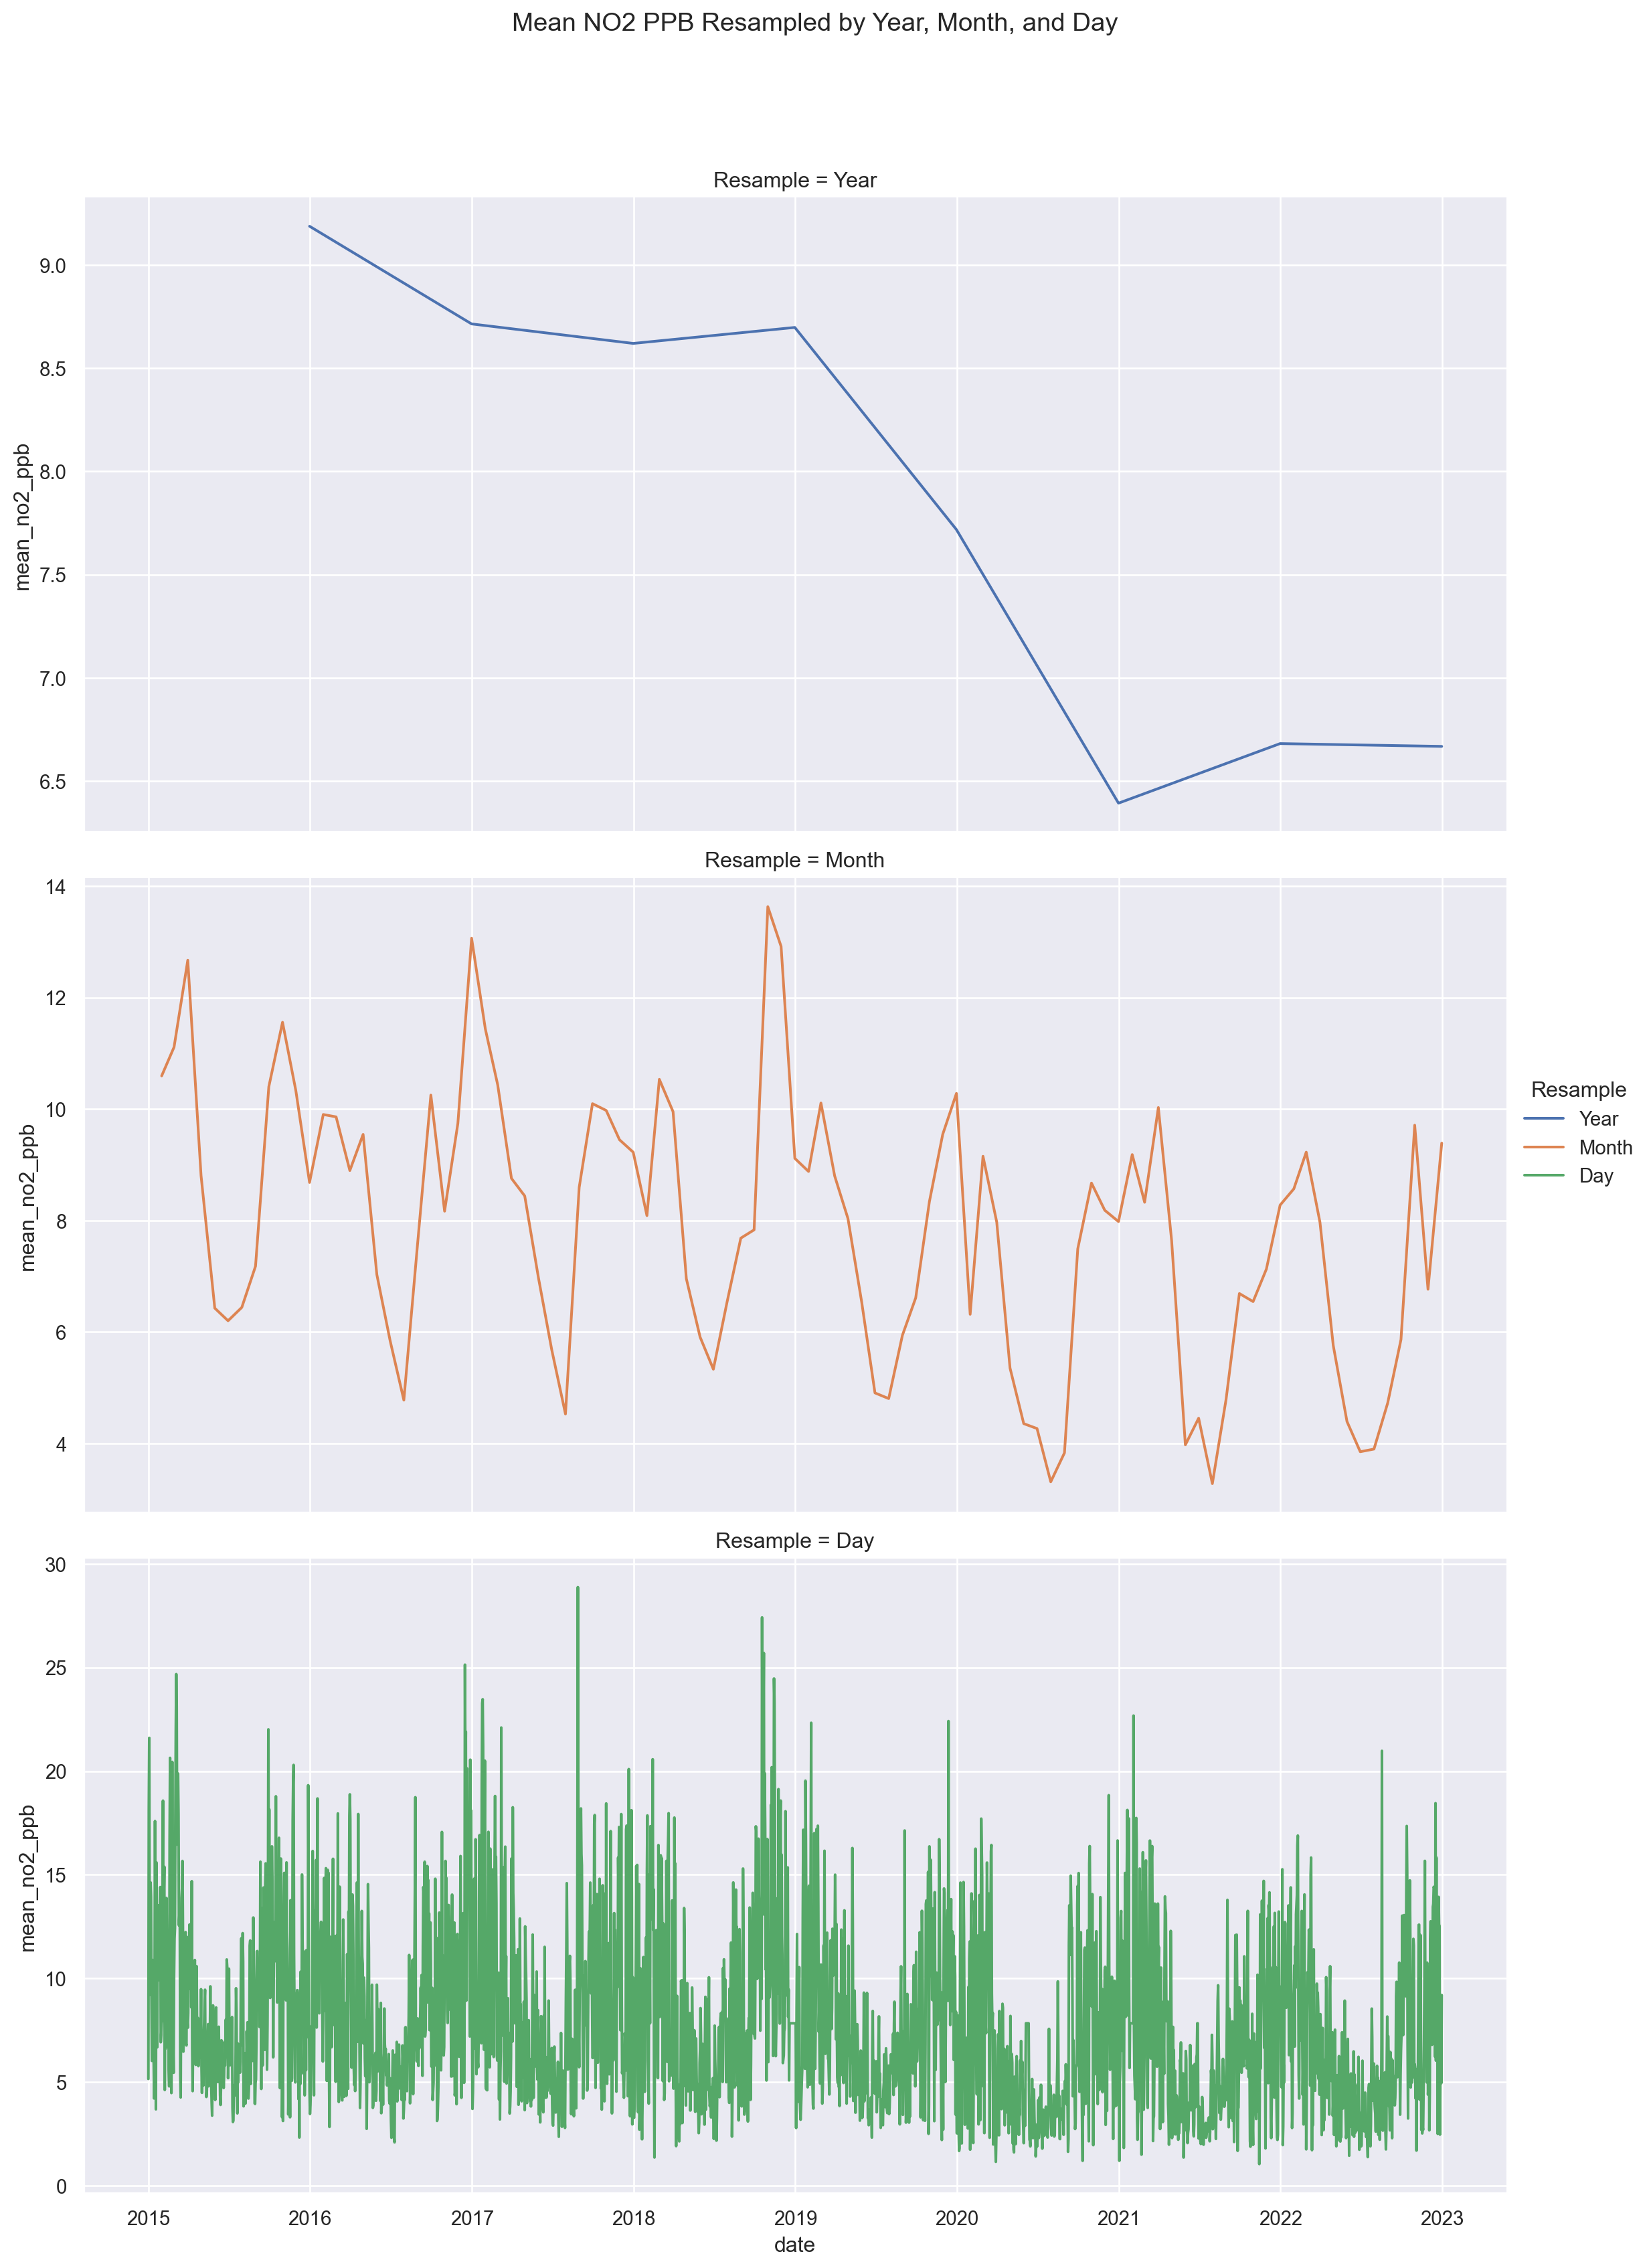 Mean NO2 PPB Resampled by Year, Month, and Day
Resample = Year
9.0
8.5
8.0
7.5
7.0
6.5
mean_no2_ppb
Resample = Month
14
12
10
8
6
4
mean_no2_ppb
Resample
Year
Month
Day
Resample = Day
30
25
20
15
10
5
0
mean_no2_ppb
2015 2016 2017 2018 2019 2020 2021 2022 2023
date